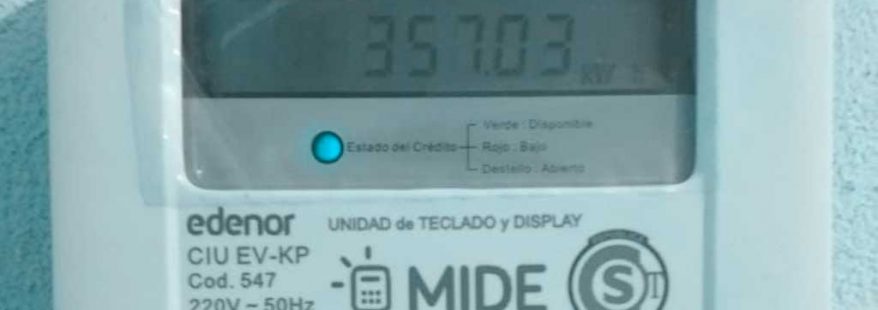 357.03 kW h
Verde : Disponible
Estado del Crédito Rojo : Bajo
Destello : Abierto
edenor UNIDAD de TECLADO y DISPLAY
CIU EV-KP
Cod. 547
220V ~ 50Hz
MIDE
S T